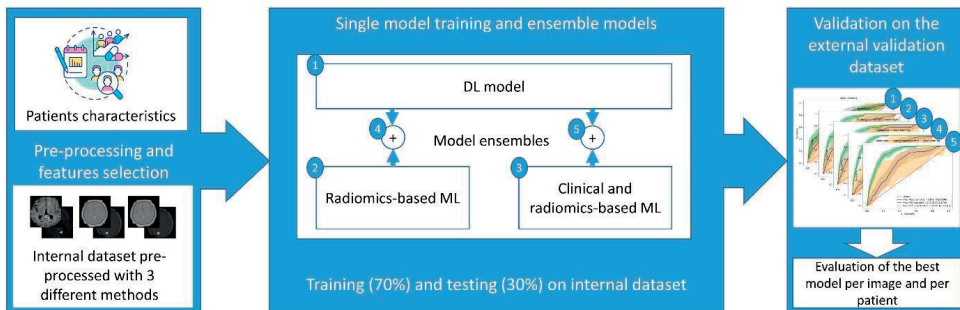 Patients characteristics
Pre-processing and
features selection
Internal dataset pre-
processed with 3
different methods
Single model training and ensemble models
1
DL model
4
+
Model ensembles
5
+
2
Radiomics-based ML
3
Clinical and
radiomics-based ML
Training (70%) and testing (30%) on internal dataset
Validation on the
external validation
dataset
1
2
3
4
5
Evaluation of the best
model per image and per
patient